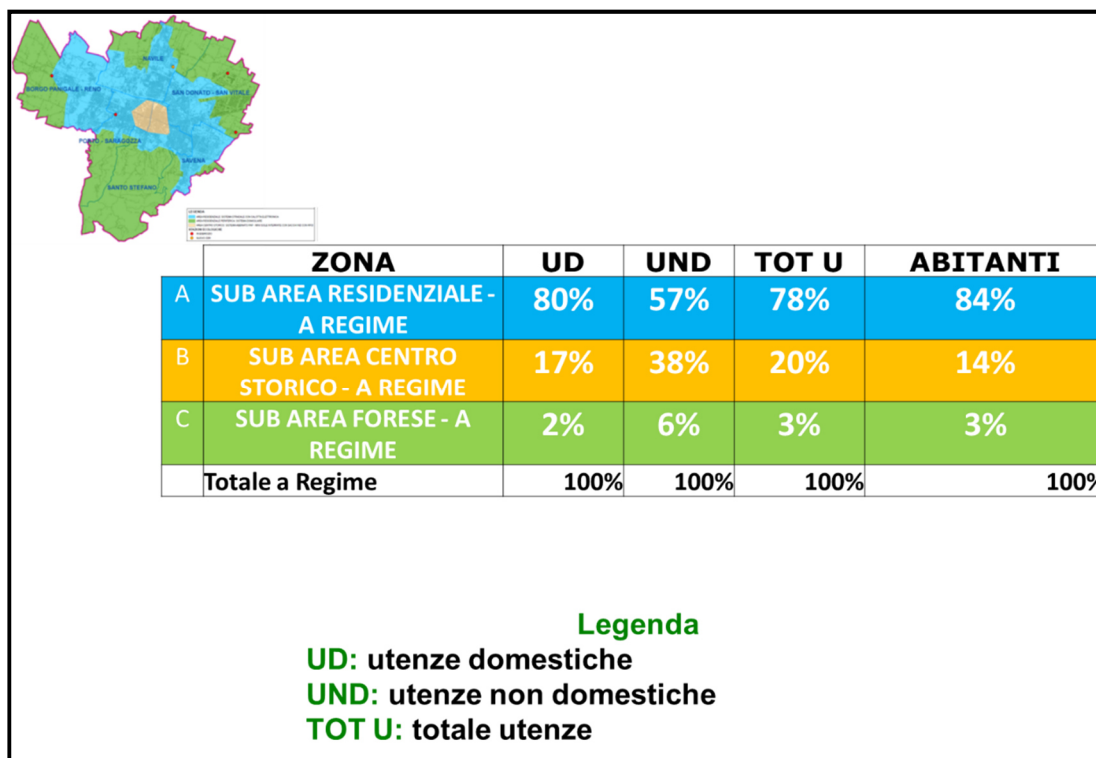 NAVILE
BORGO PANIGALE - RENO
SAN DONATO - SAN VITALE
PORTO - SARAGOZZA
SAVENA
SANTO STEFANO
LEGENDA
ZONA UD UND TOT U ABITANTI
A SUB AREA RESIDENZIALE - A REGIME 80% 57% 78% 84%
B SUB AREA CENTRO STORICO - A REGIME 17% 38% 20% 14%
C SUB AREA FORESE - A REGIME 2% 6% 3% 3%
Totale a Regime 100% 100% 100% 100%
Legenda
UD: utenze domestiche
UND: utenze non domestiche
TOT U: totale utenze